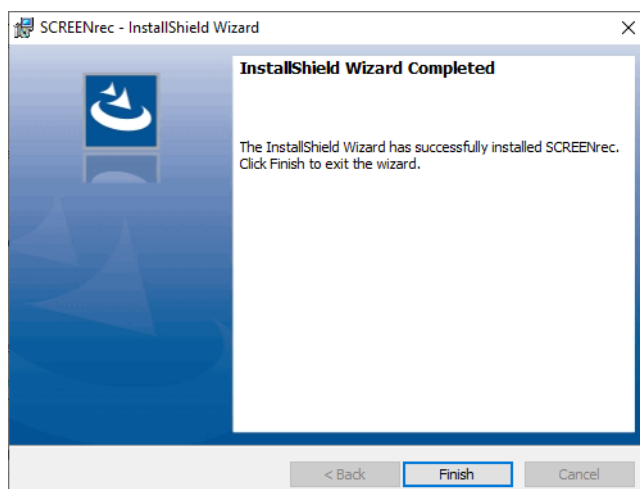 SCREENrec - InstallShield Wizard
InstallShield Wizard Completed
The InstallShield Wizard has successfully installed SCREENrec.
Click Finish to exit the wizard.
< Back
Finish
Cancel